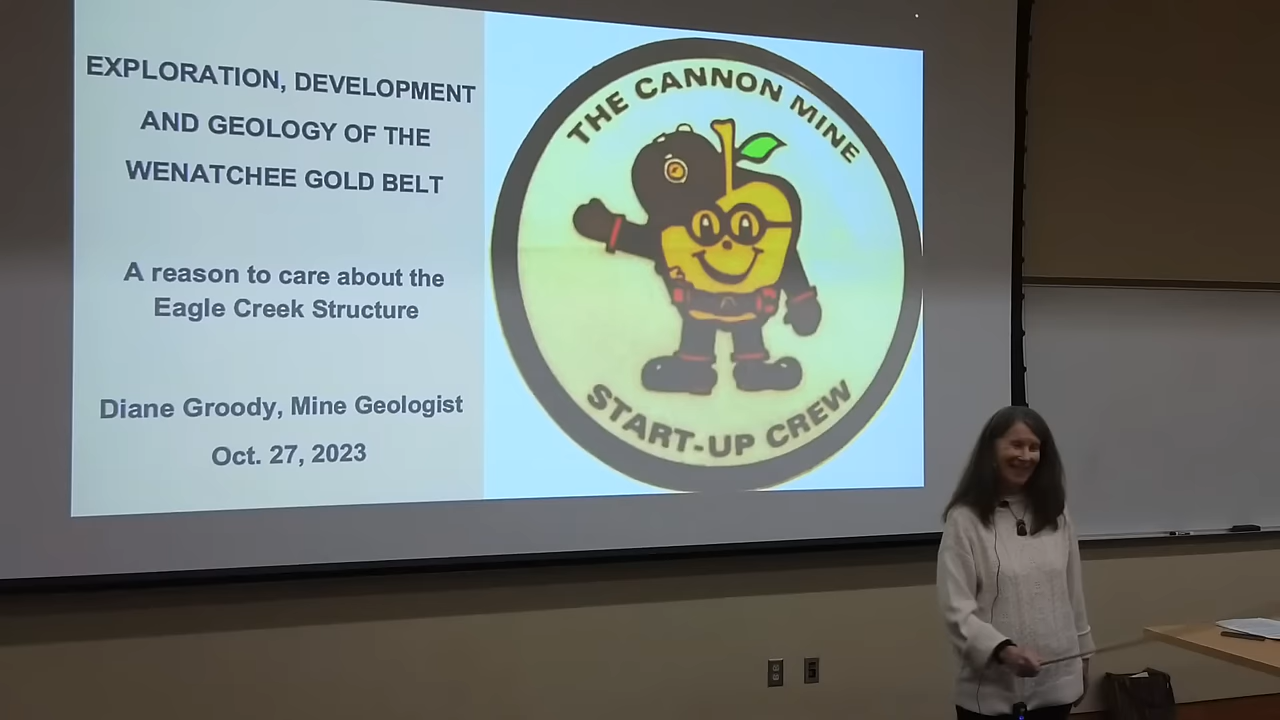 EXPLORATION, DEVELOPMENT
AND GEOLOGY OF THE
WENATCHEE GOLD BELT
A reason to care about the
Eagle Creek Structure
Diane Groody, Mine Geologist
Oct. 27, 2023
THE CANNON MINE
START-UP CREW